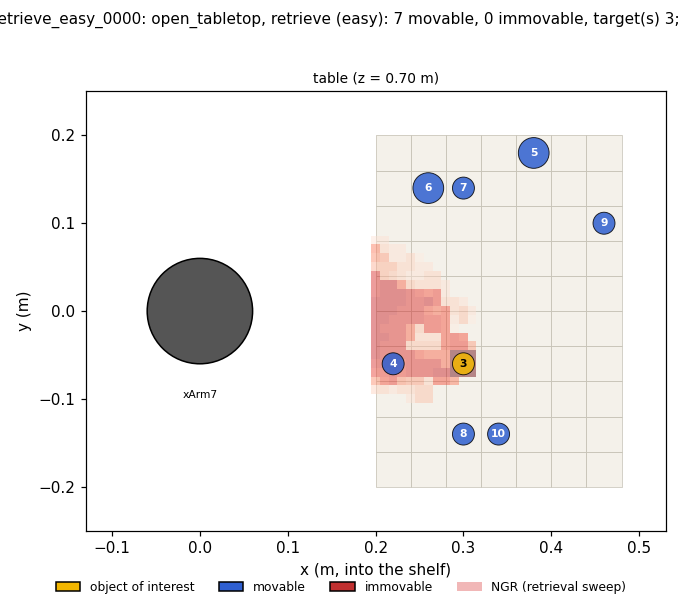 etrieve_easy_0000: open_tabletop, retrieve (easy): 7 movable, 0 immovable, target(s) 3;
table (z = 0.70 m)
0.2
0.1
0.0
−0.1
−0.2
y (m)
5
6
7
9
4
3
8
10
xArm7
−0.1
0.0
0.1
0.2
0.3
0.4
0.5
x (m, into the shelf)
object of interest
movable
immovable
NGR (retrieval sweep)